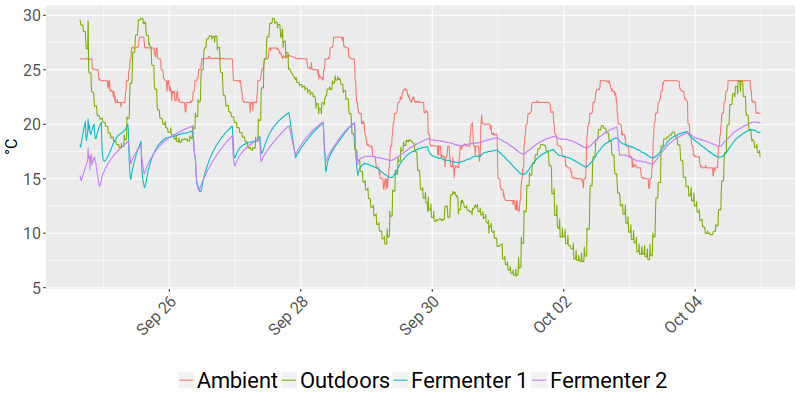 30
25
20
15
10
5
°C
Sep 26
Sep 28
Sep 30
Oct 02
Oct 04
Ambient Outdoors Fermenter 1 Fermenter 2